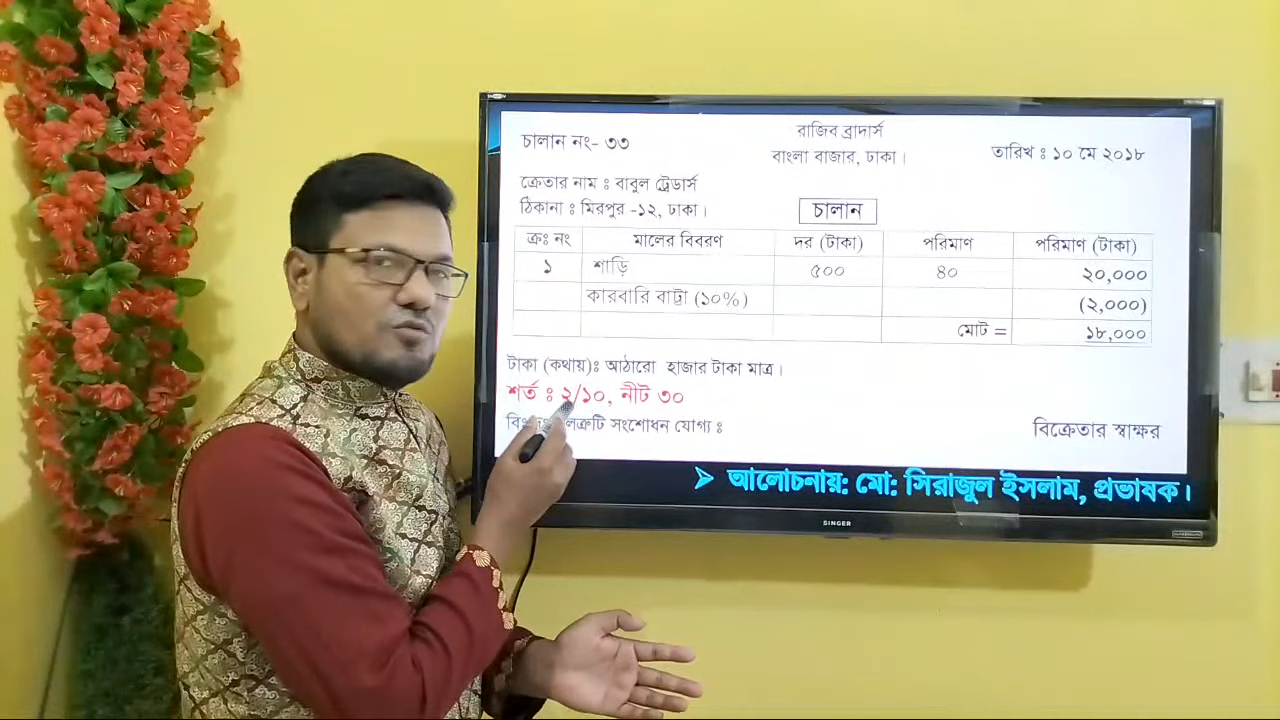 রাজিব ব্রাদার্স
চালান নং- ৩৩
বাংলা বাজার, ঢাকা।
তারিখ ঃ ১০ মে ২০১৮
ক্রেতার নাম ঃ বাবুল ট্রেডার্স
ঠিকানা ঃ মিরপুর -১২, ঢাকা।
চালান
ক্রঃ নং মালের বিবরণ দর (টাকা) পরিমাণ পরিমাণ (টাকা)
১ শাড়ি ৫০০ ৪০ ২০,০০০
কারবারি বাট্টা (১০%) (২,০০০)
মোট = ১৮,০০০
টাকা (কথায়)ঃ আঠারো হাজার টাকা মাত্র।
শর্ত ঃ ২/১০, নীট ৩০
সংশোধন যোগ্য ঃ
বিক্রেতার স্বাক্ষর
➢ আলোচনায়: মো: সিরাজুল ইসলাম, প্রভাষক।
SINGER